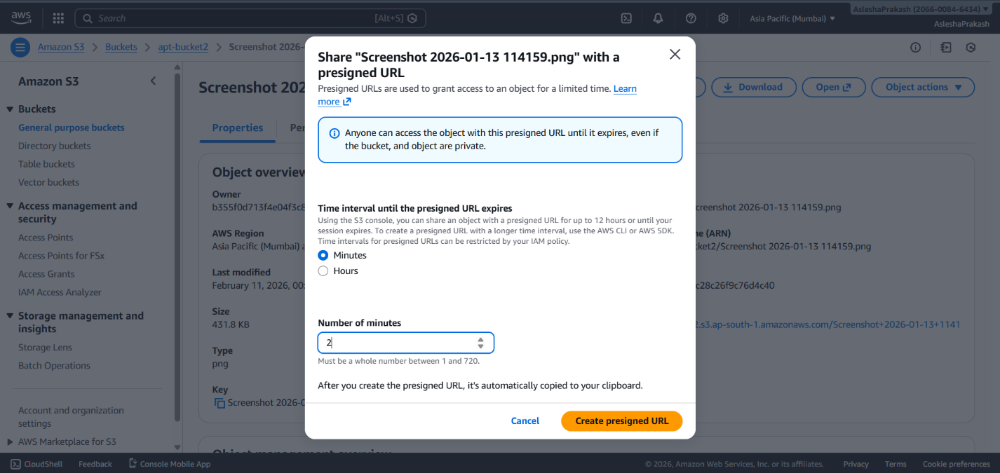 aws
Search
[Alt+S]
Asia Pacific (Mumbai)
AsleshaPrakash (2066-0084-6434)
AsleshaPrakash
Amazon S3
Buckets
apt-bucket2
Screenshot 2026-
Amazon S3
Buckets
General purpose buckets
Directory buckets
Table buckets
Vector buckets
Access management and
security
Access Points
Access Points for FSx
Access Grants
IAM Access Analyzer
Storage management and
insights
Storage Lens
Batch Operations
Account and organization
settings
AWS Marketplace for S3
Screenshot 202
Download
Open
Object actions
Properties
Per
Object overview
Owner
b355f0d713f4e04f3c8
AWS Region
Asia Pacific (Mumbai) a
Last modified
February 11, 2026, 00:
Size
431.8 KB
Type
png
Key
Screenshot 2026-0
creenshot 2026-01-13 114159.png
ne (ARN)
cket2/Screenshot 2026-01-13 114159.png
c28c26f9c76d4c40
2.s3.ap-south-1.amazonaws.com/Screenshot+2026-01-13+1141
Object management overview
Share "Screenshot 2026-01-13 114159.png" with a
presigned URL
Presigned URLs are used to grant access to an object for a limited time. Learn
more
Anyone can access the object with this presigned URL until it expires, even if
the bucket, and object are private.
Time interval until the presigned URL expires
Using the S3 console, you can share an object with a presigned URL for up to 12 hours or until your
session expires. To create a presigned URL with a longer time interval, use the AWS CLI or AWS SDK.
Time intervals for presigned URLs can be restricted by your IAM policy.
Minutes
Hours
Number of minutes
2
Must be a whole number between 1 and 720.
After you create the presigned URL, it's automatically copied to your clipboard.
Cancel
Create presigned URL
CloudShell
Feedback
Console Mobile App
© 2026, Amazon Web Services, Inc. or its affiliates.
Privacy
Terms
Cookie preferences